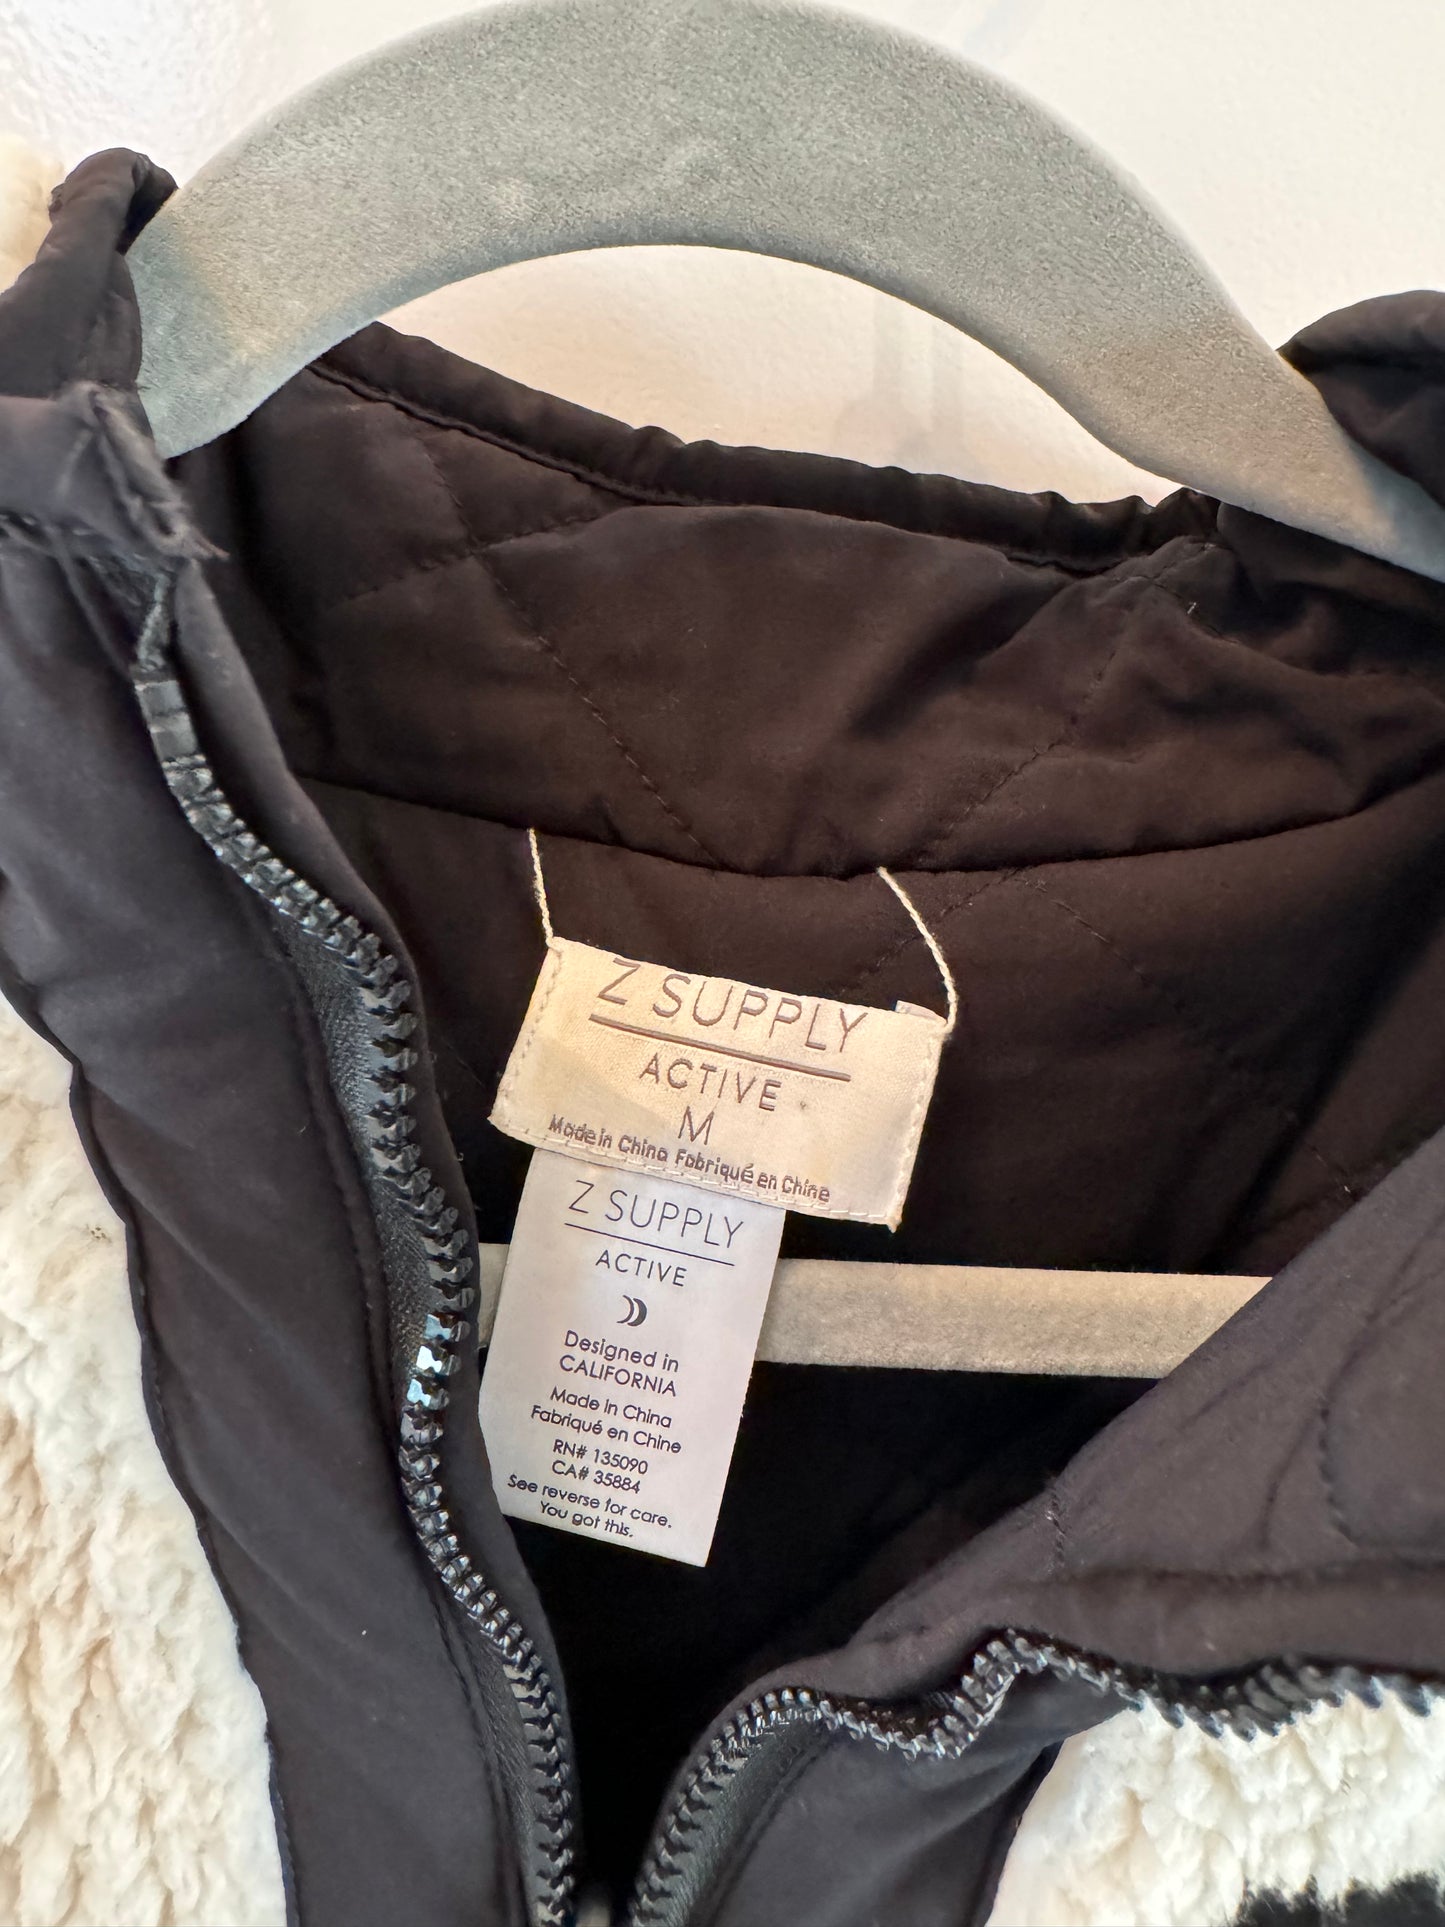 Z SUPPLY
ACTIVE
M
Made in China Fabriqué en Chine
Z SUPPLY
ACTIVE
Designed in
CALIFORNIA
Made in China
Fabriqué en Chine
RN# 135090
CA# 35884
See reverse for care.
You got this.